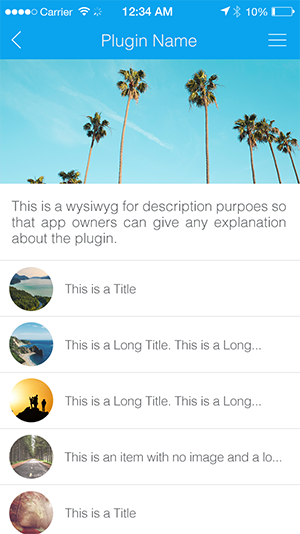 Carrier 12:34 AM 10%
Plugin Name
This is a wysiwyg for description purpoes so
that app owners can give any explanation
about the plugin.
This is a Title
This is a Long Title. This is a Long...
This is a Long Title. This is a Long...
This is an item with no image and a lo...
This is a Title